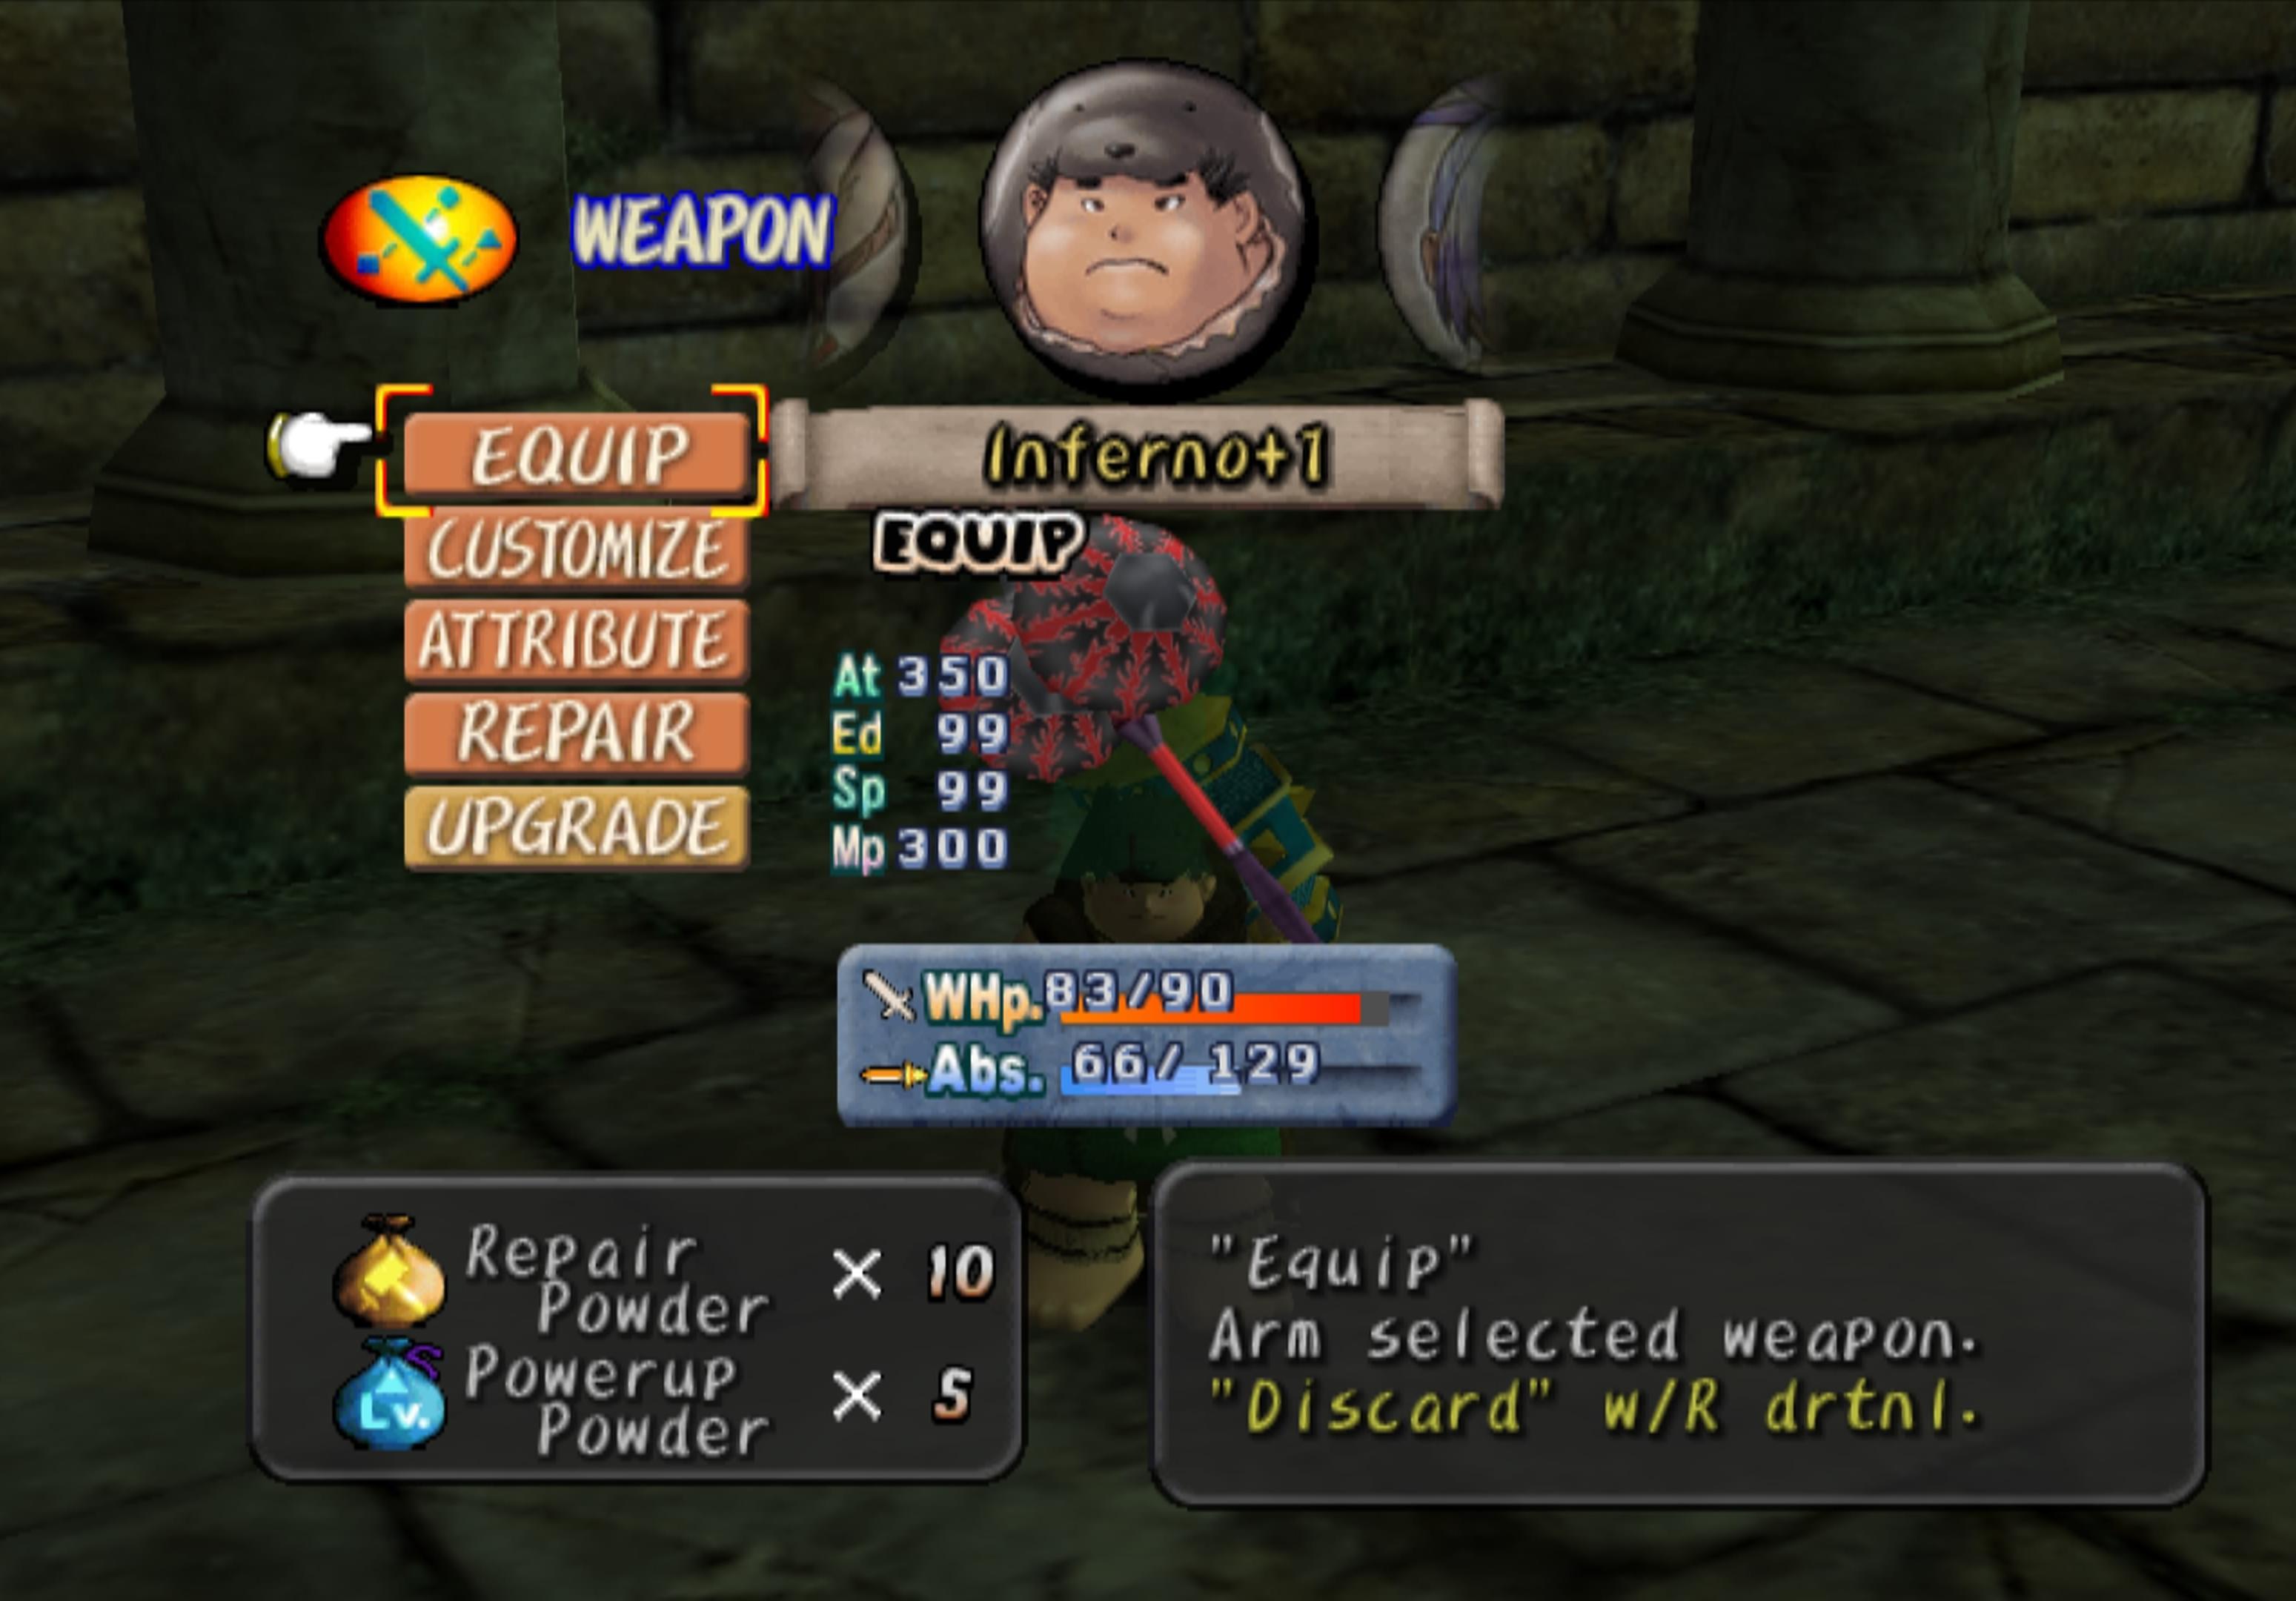 WEAPON
EQUIP
Inferno+1
CUSTOMIZE
EQUIP
ATTRIBUTE
At 350
REPAIR
Ed 99
Sp 99
UPGRADE
Mp 300
WHp. 83/90
Abs. 66/ 129
Repair
Powder
× 10
Lv.
Powerup
Powder
× 5
"Equip"
Arm selected weapon.
"Discard" w/R drtnl.